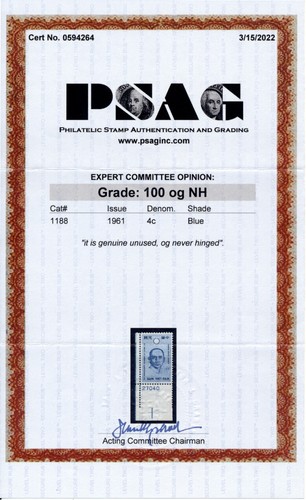 Cert No. 0594264 3/15/2022
PSAG
PHILATELIC STAMP AUTHENTICATION AND GRADING
www.psaginc.com
EXPERT COMMITTEE OPINION:
Grade: 100 og NH
Cat# Issue Denom. Shade
1188 1961 4c Blue
"it is genuine unused, og never hinged".
27040
Acting Committee Chairman